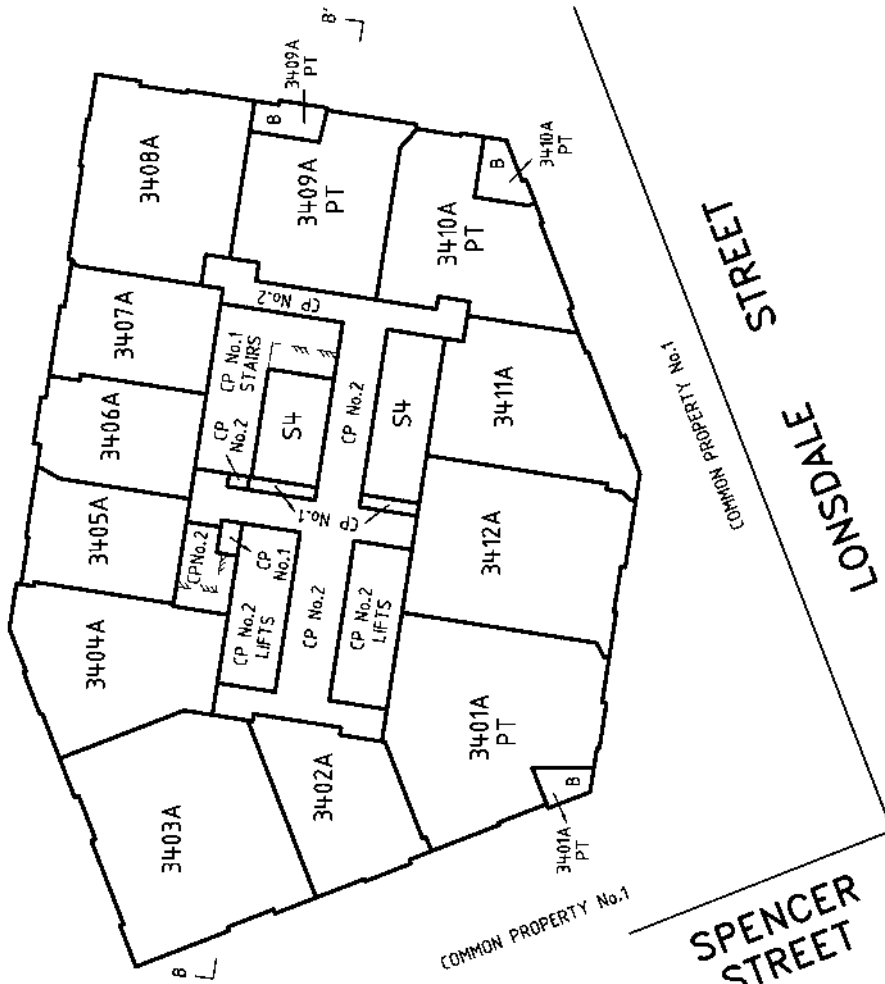 B'
3409A
PT
B
3408A
3409A
PT
3410A
PT
B
3410A
PT
3407A
CP No.2
CP No.1
STAIRS
3406A
CP
No.2
S4
CP No.2
S4
3411A
3405A
CP No.1
CPNo.2
CP
No.1
3412A
3404A
CP No.2
LIFTS
CP No.2
CP No.2
LIFTS
3403A
3402A
3401A
PT
B
3401A
PT
B
COMMON PROPERTY No.1
COMMON PROPERTY No.1
LONSDALE STREET
SPENCER
STREET